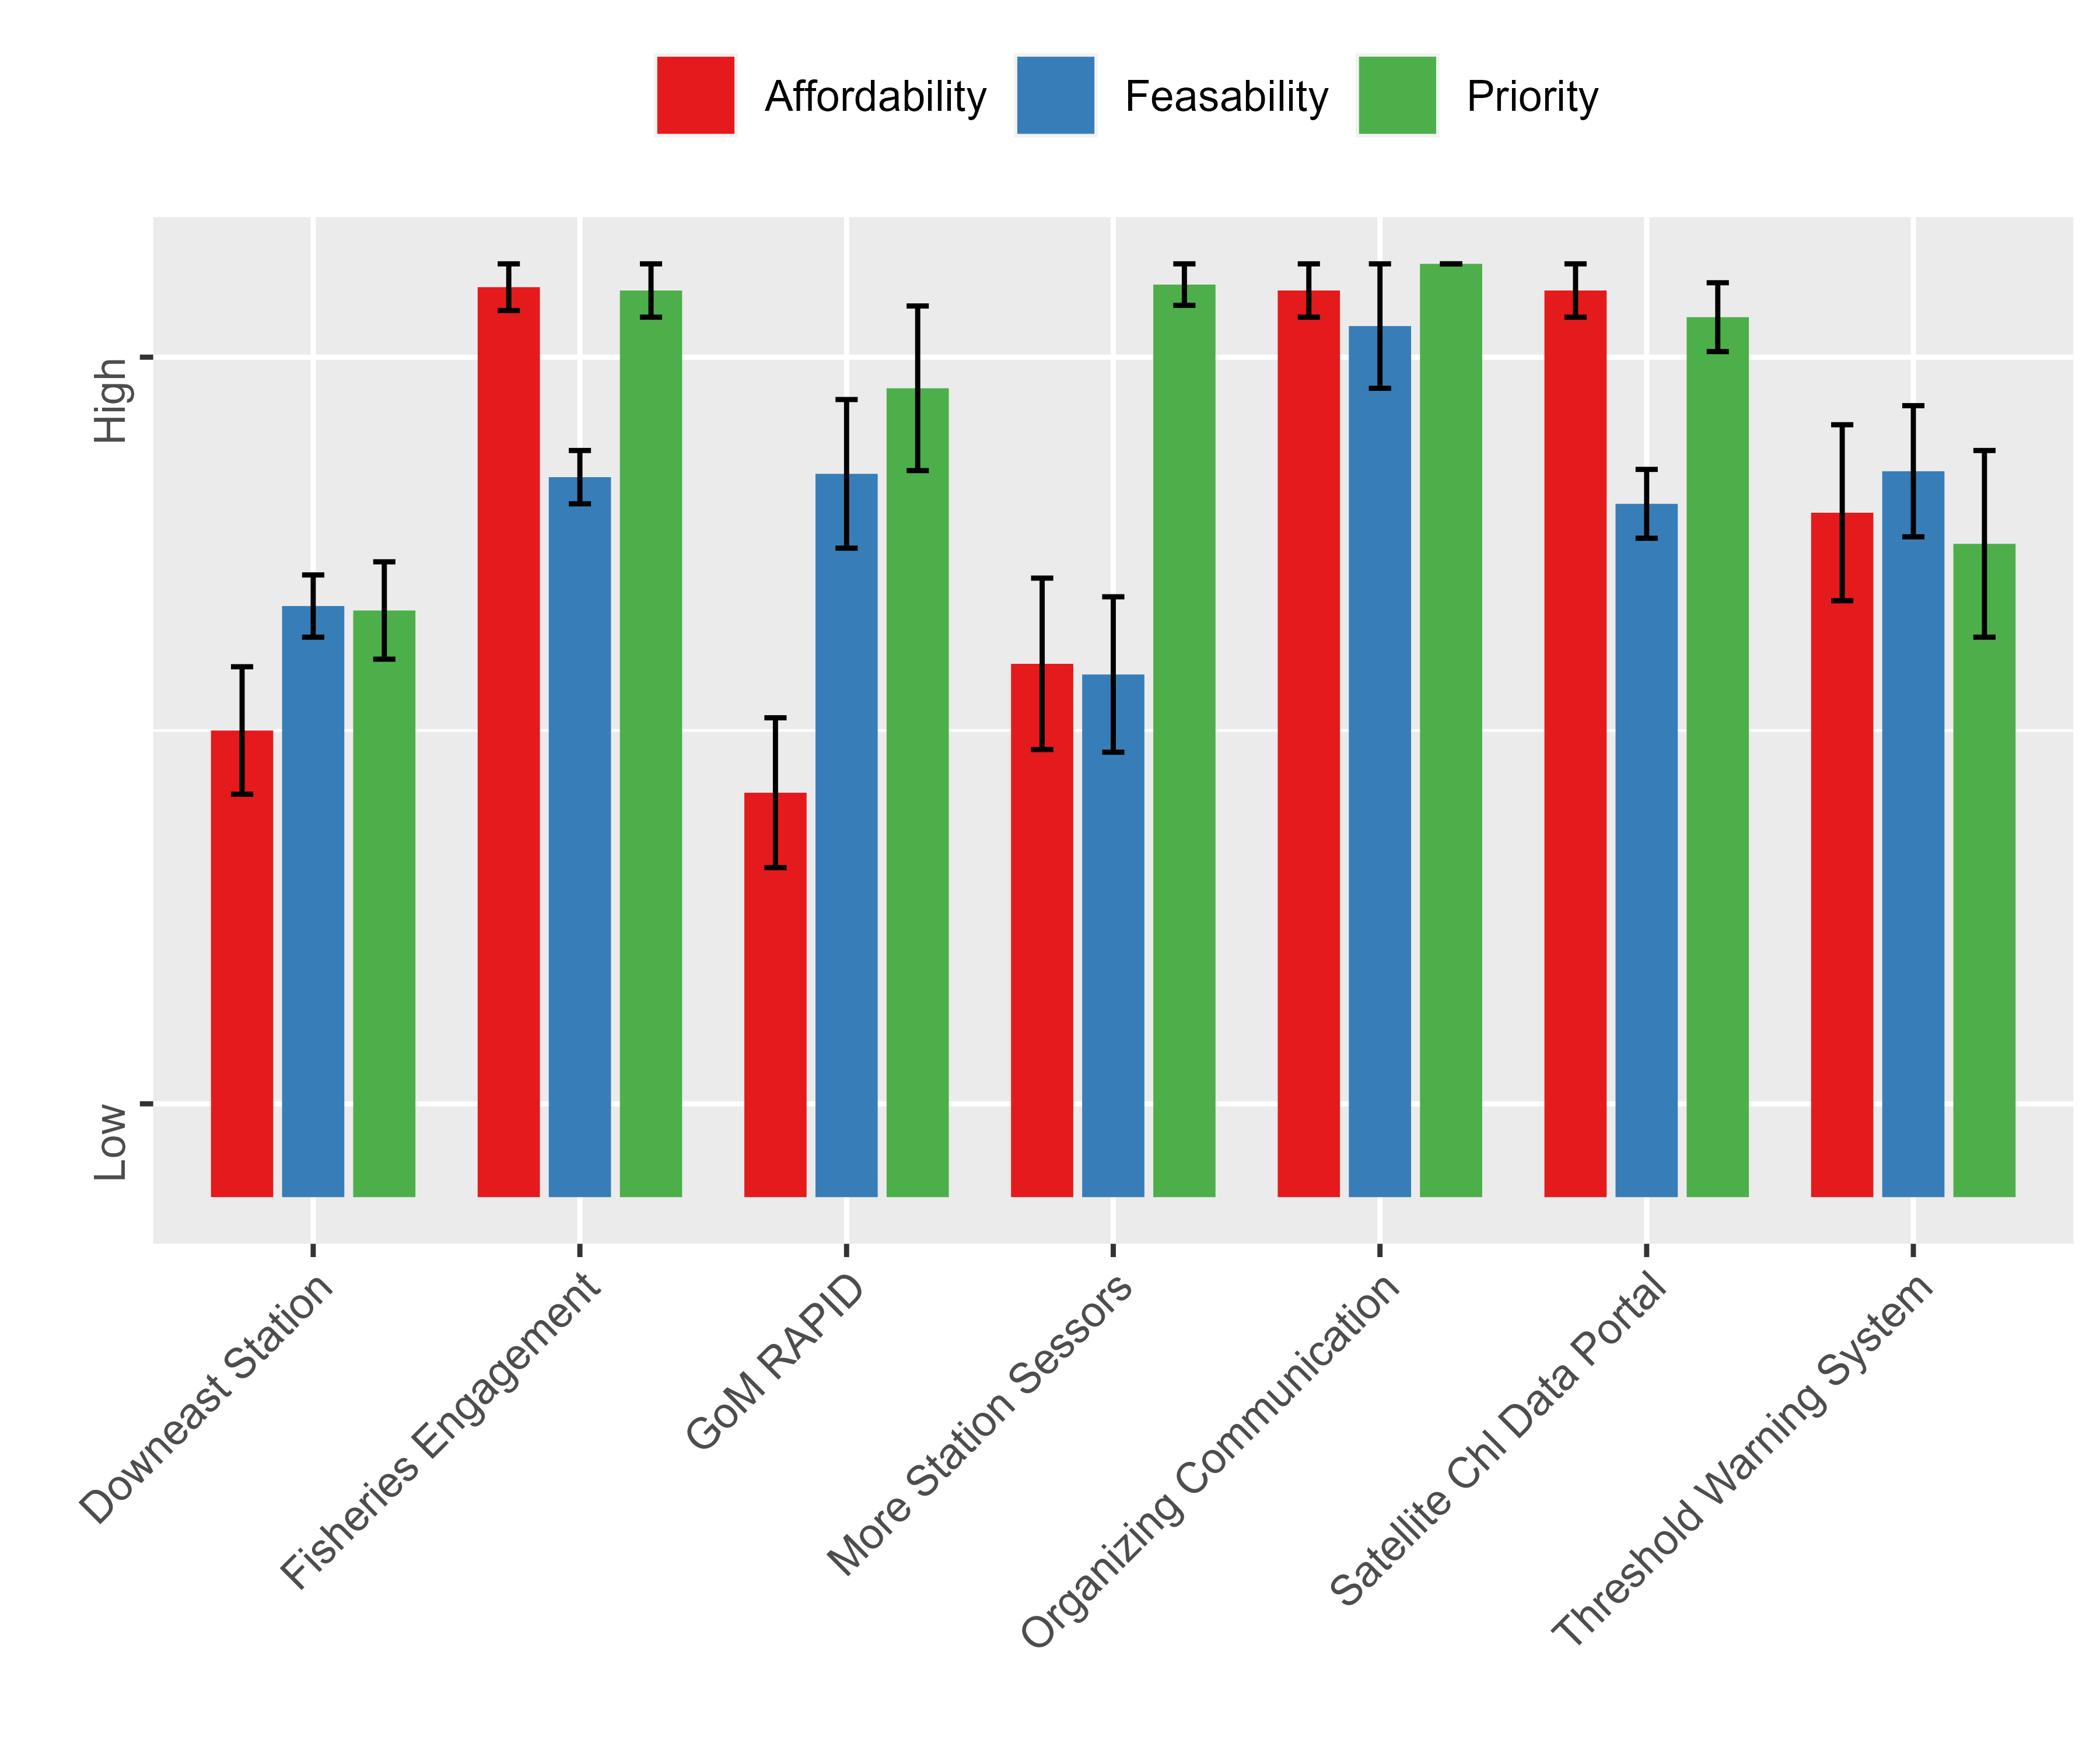 Affordability
Feasability
Priority
High
Low
Downeast Station
Fisheries Engagement
GoM RAPID
More Station Sessors
Organizing Communication
Satellite Chl Data Portal
Threshold Warning System